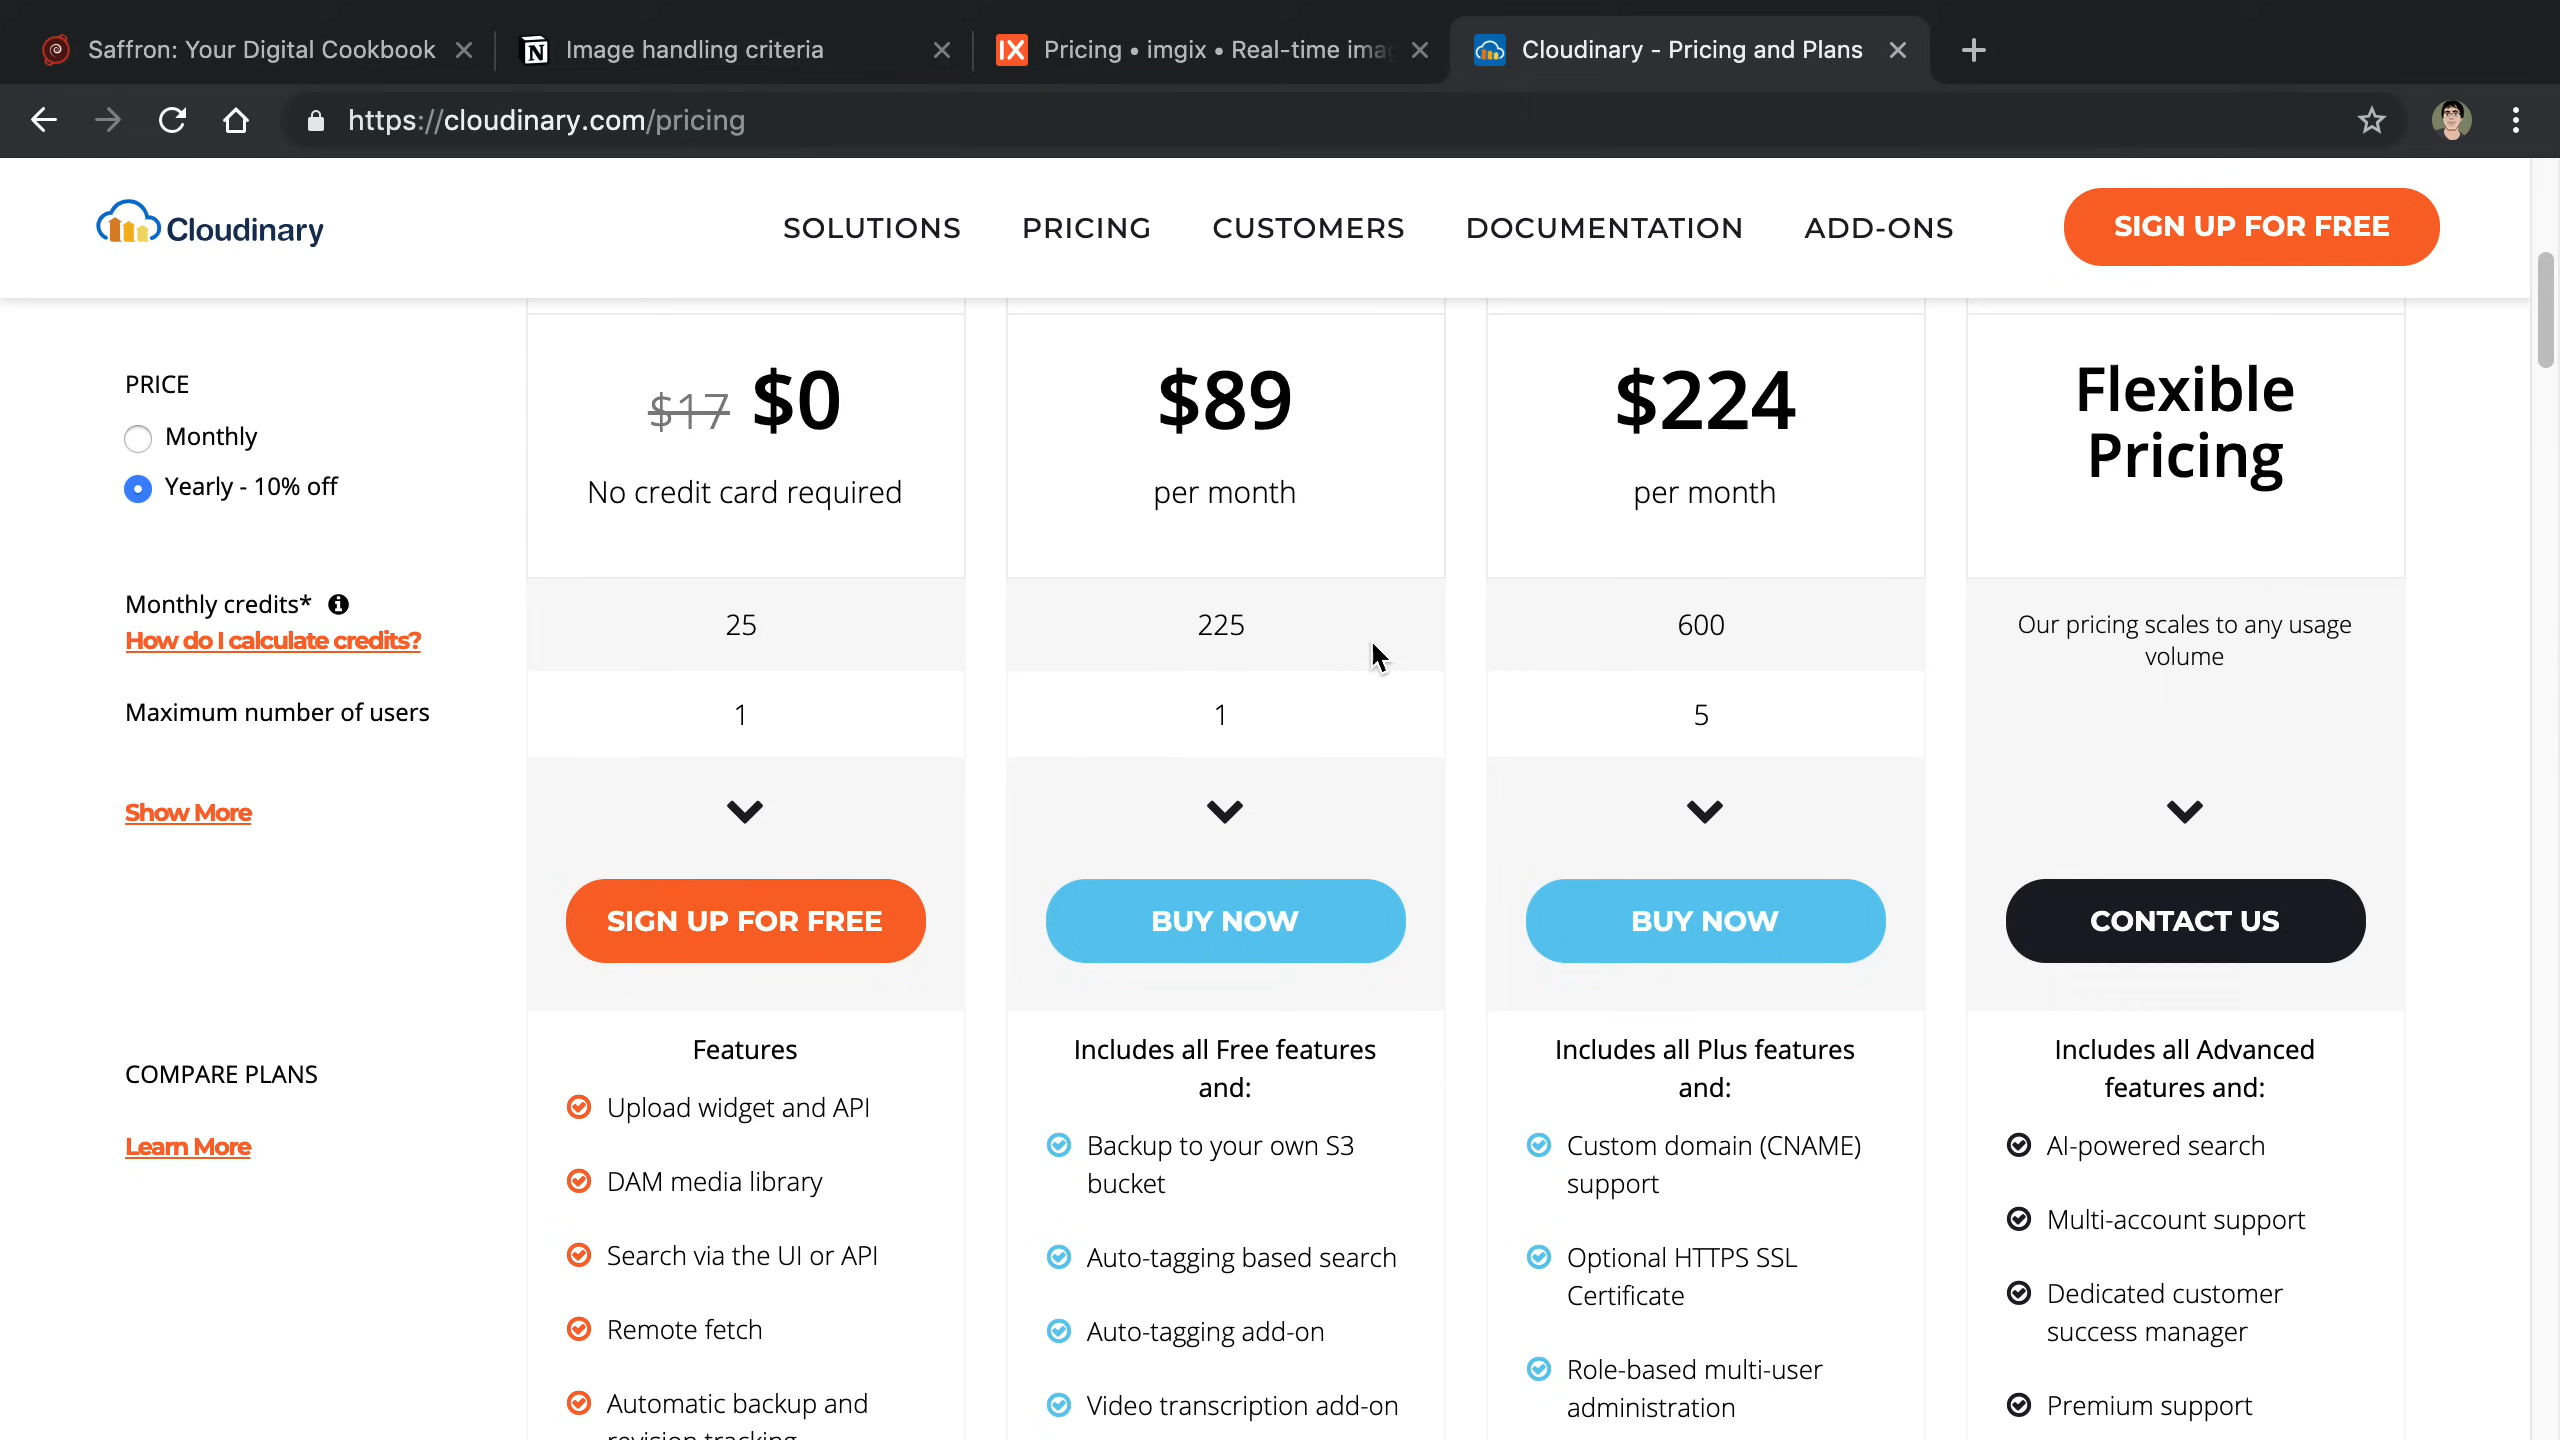 Saffron: Your Digital Cookbook
Image handling criteria
Pricing • imgix • Real-time ima
Cloudinary - Pricing and Plans
https://cloudinary.com/pricing
Cloudinary
SOLUTIONS
PRICING
CUSTOMERS
DOCUMENTATION
ADD-ONS
SIGN UP FOR FREE
PRICE
Monthly
Yearly - 10% off
$17 $0
No credit card required
$89
per month
$224
per month
Flexible
Pricing
Monthly credits*
How do I calculate credits?
25
225
600
Our pricing scales to any usage
volume
Maximum number of users
1
1
5
Show More
SIGN UP FOR FREE
BUY NOW
BUY NOW
CONTACT US
COMPARE PLANS
Learn More
Features
Upload widget and API
DAM media library
Search via the UI or API
Remote fetch
Automatic backup and
revision tracking
Includes all Free features
and:
Backup to your own S3
bucket
Auto-tagging based search
Auto-tagging add-on
Video transcription add-on
Includes all Plus features
and:
Custom domain (CNAME)
support
Optional HTTPS SSL
Certificate
Role-based multi-user
administration
Includes all Advanced
features and:
AI-powered search
Multi-account support
Dedicated customer
success manager
Premium support